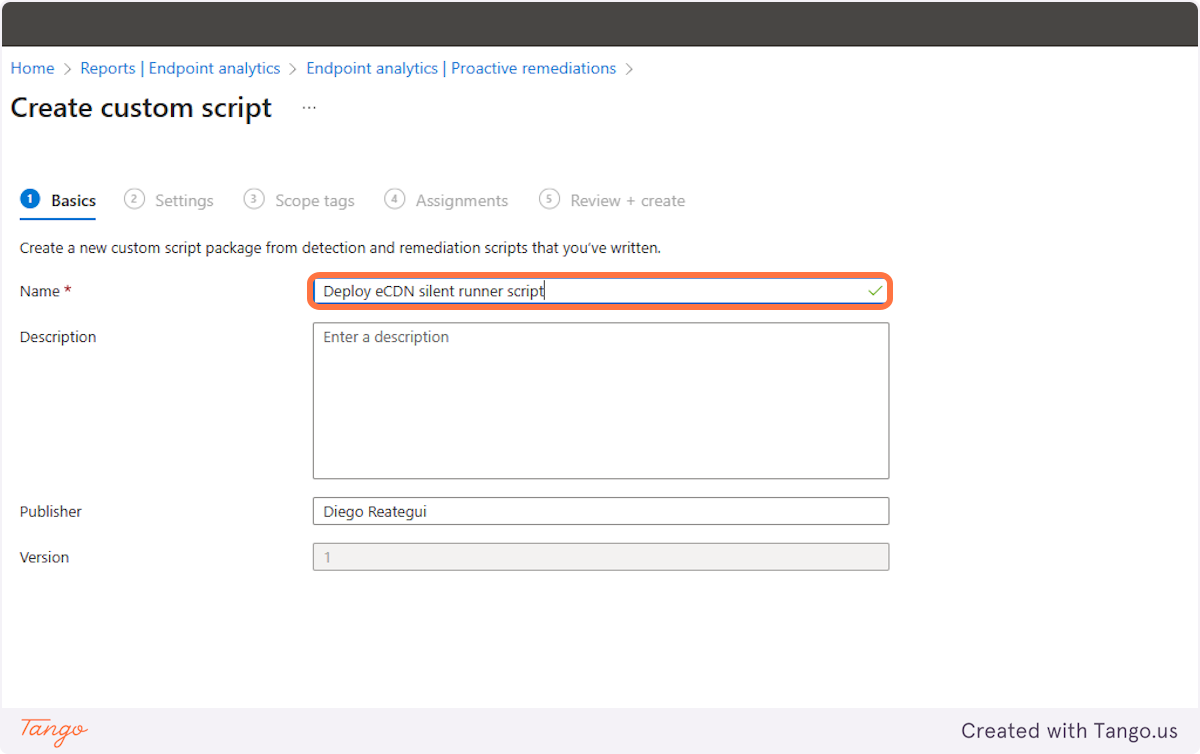 Home > Reports | Endpoint analytics > Endpoint analytics | Proactive remediations >
Create custom script ...
1 Basics 2 Settings 3 Scope tags 4 Assignments 5 Review + create
Create a new custom script package from detection and remediation scripts that you've written.
Name * Deploy eCDN silent runner script
Description Enter a description
Publisher Diego Reategui
Version 1
Tango Created with Tango.us